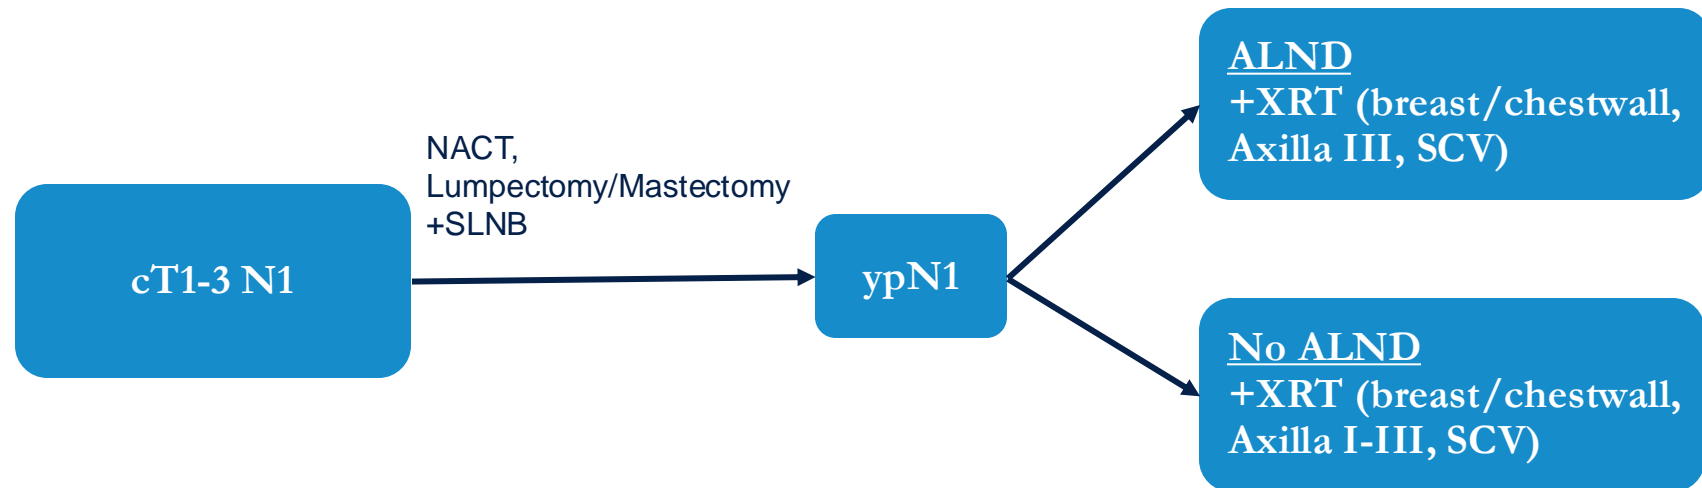 cT1-3 N1
NACT,
Lumpectomy/Mastectomy
+SLNB
ypN1
ALND
+XRT (breast/chestwall,
Axilla III, SCV)
No ALND
+XRT (breast/chestwall,
Axilla I-III, SCV)